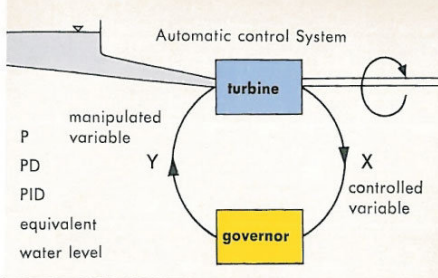 Automatic control System
turbine
manipulated
variable
P
PD
PID
equivalent
water level
Y
X
controlled
variable
governor